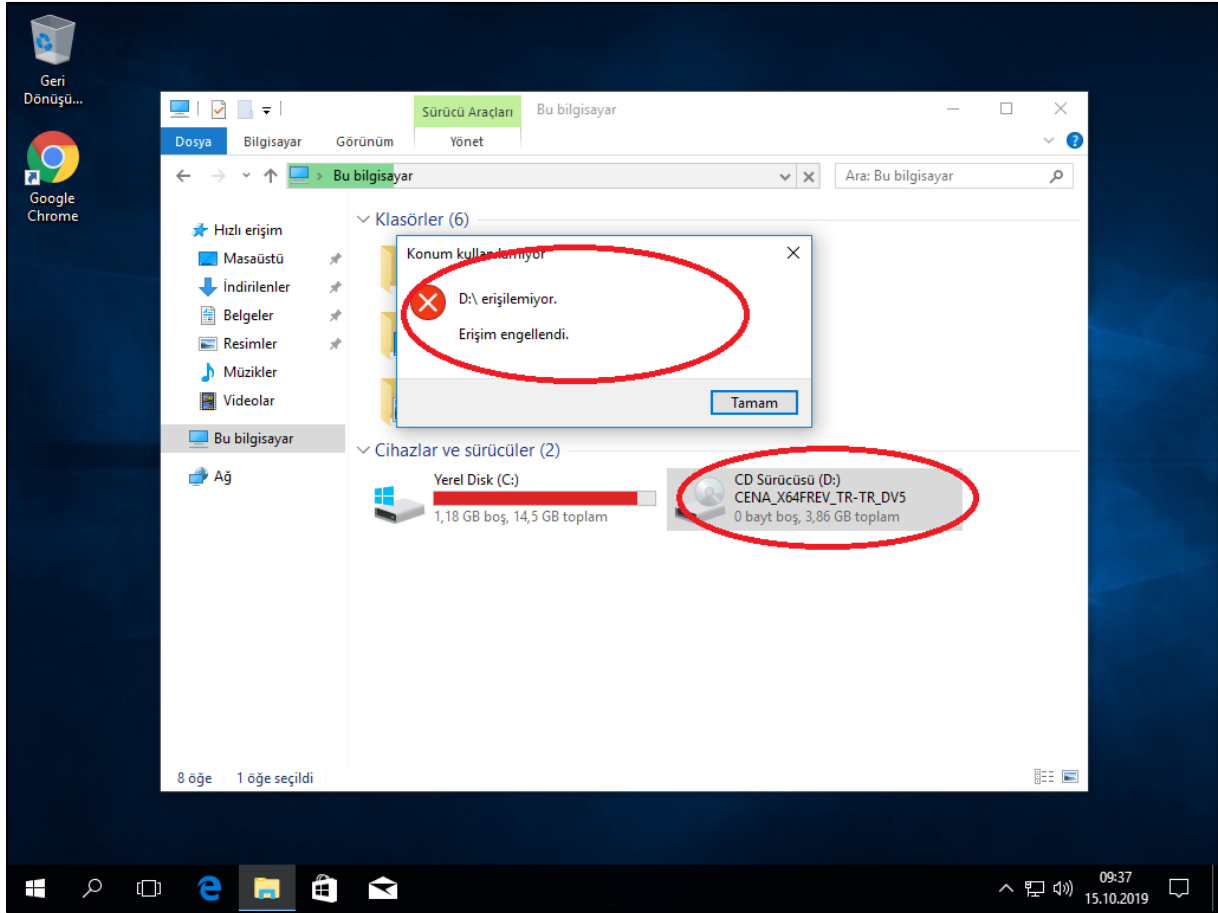 Geri
Dönüşü...
Google
Chrome
Sürücü Araçları
Bu bilgisayar
Dosya
Bilgisayar
Görünüm
Yönet
Bu bilgisayar
Ara: Bu bilgisayar
Hızlı erişim
Masaüstü
İndirilenler
Belgeler
Resimler
Müzikler
Videolar
Bu bilgisayar
Ağ
Klasörler (6)
Konum kullanılamıyor
D:\ erişilemiyor.
Erişim engellendi.
Tamam
Cihazlar ve sürücüler (2)
Yerel Disk (C:)
1,18 GB boş, 14,5 GB toplam
CD Sürücüsü (D:)
CENA_X64FREV_TR-TR_DV5
0 bayt boş, 3,86 GB toplam
8 öğe
1 öğe seçildi
09:37
15.10.2019